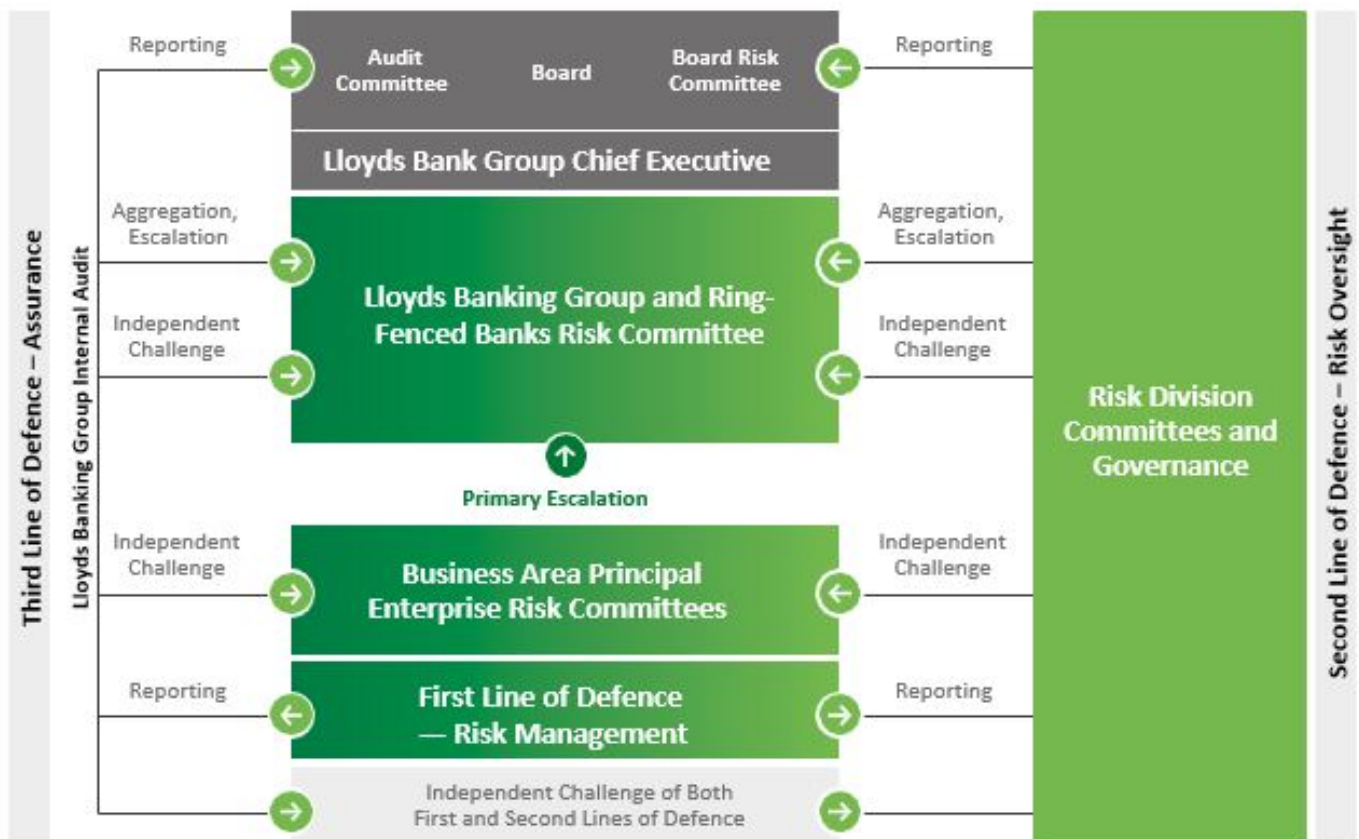 Third Line of Defence – Assurance
Lloyds Banking Group Internal Audit
Reporting
Audit
Committee
Board
Board Risk
Committee
Reporting
Lloyds Bank Group Chief Executive
Aggregation,
Escalation
Independent
Challenge
Lloyds Banking Group and Ring-
Fenced Banks Risk Committee
Aggregation,
Escalation
Independent
Challenge
Primary Escalation
Independent
Challenge
Business Area Principal
Enterprise Risk Committees
Independent
Challenge
Reporting
First Line of Defence
— Risk Management
Reporting
Independent Challenge of Both
First and Second Lines of Defence
Risk Division
Committees and
Governance
Second Line of Defence – Risk Oversight